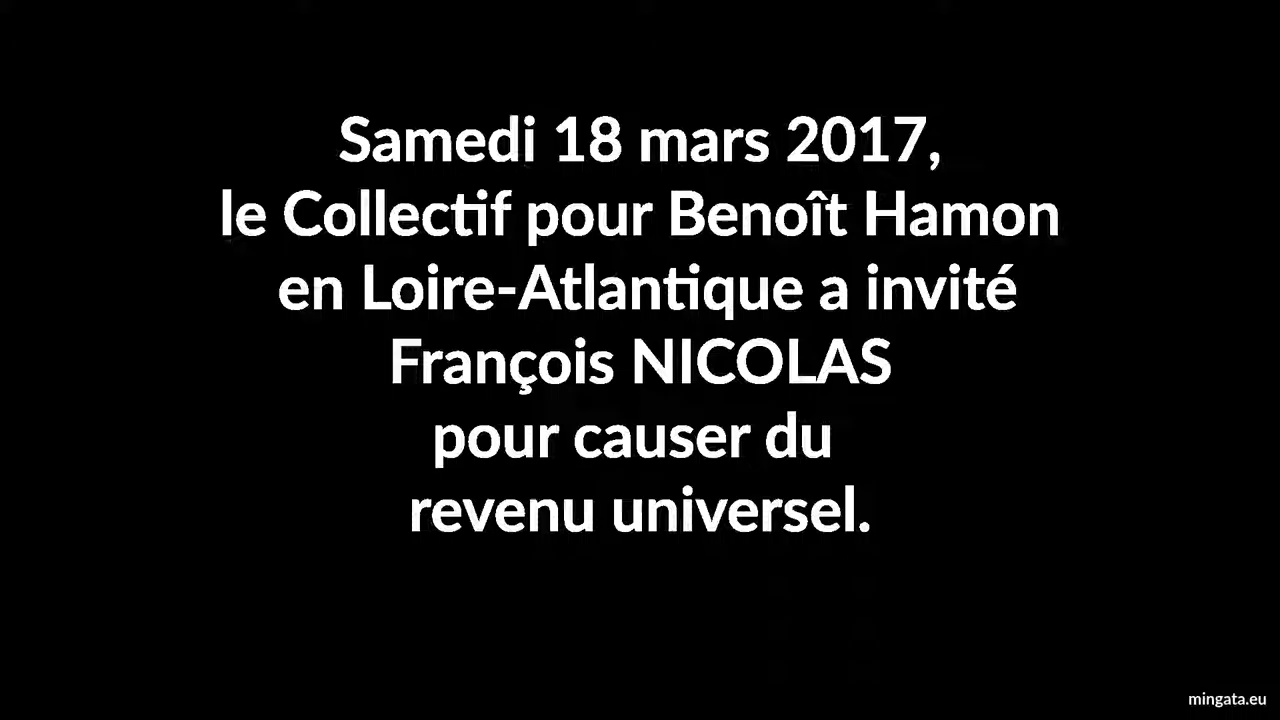 Samedi 18 mars 2017,
le Collectif pour Benoît Hamon
en Loire-Atlantique a invité
François NICOLAS
pour causer du
revenu universel.
mingata.eu